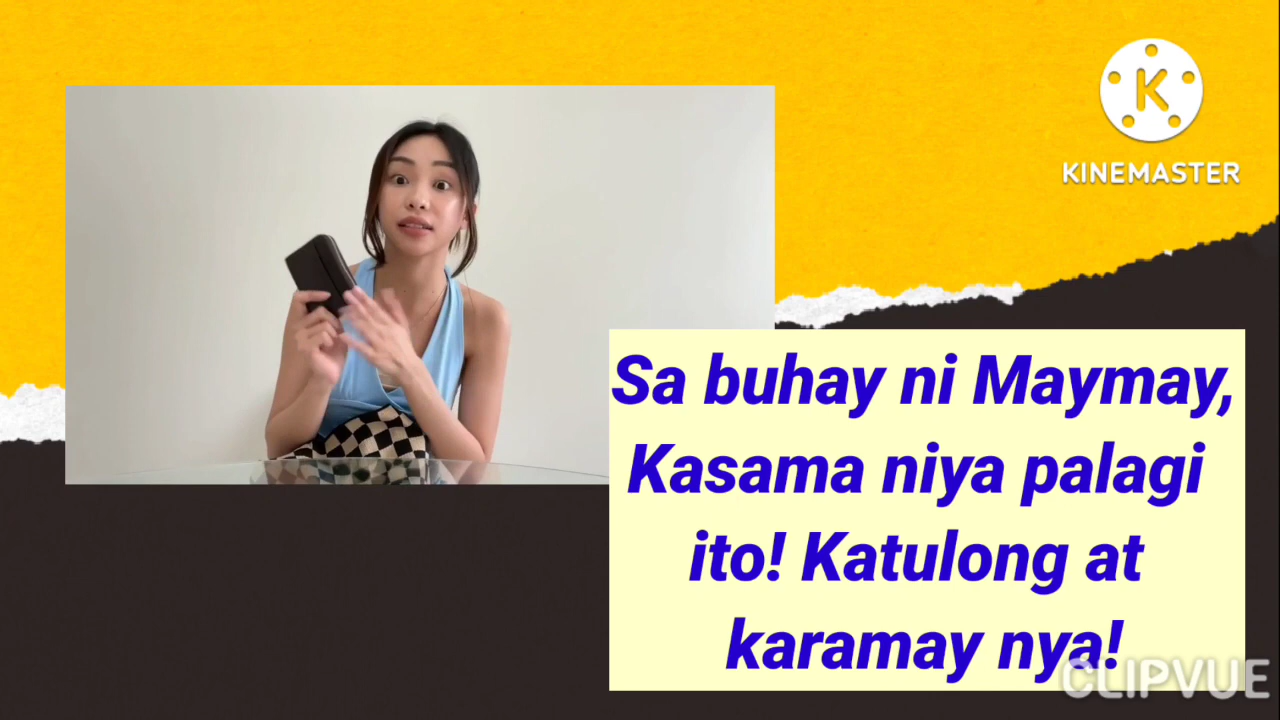 KINEMASTER
Sa buhay ni Maymay,
Kasama niya palagi
ito! Katulong at
karamay nya!
CLIPVUE